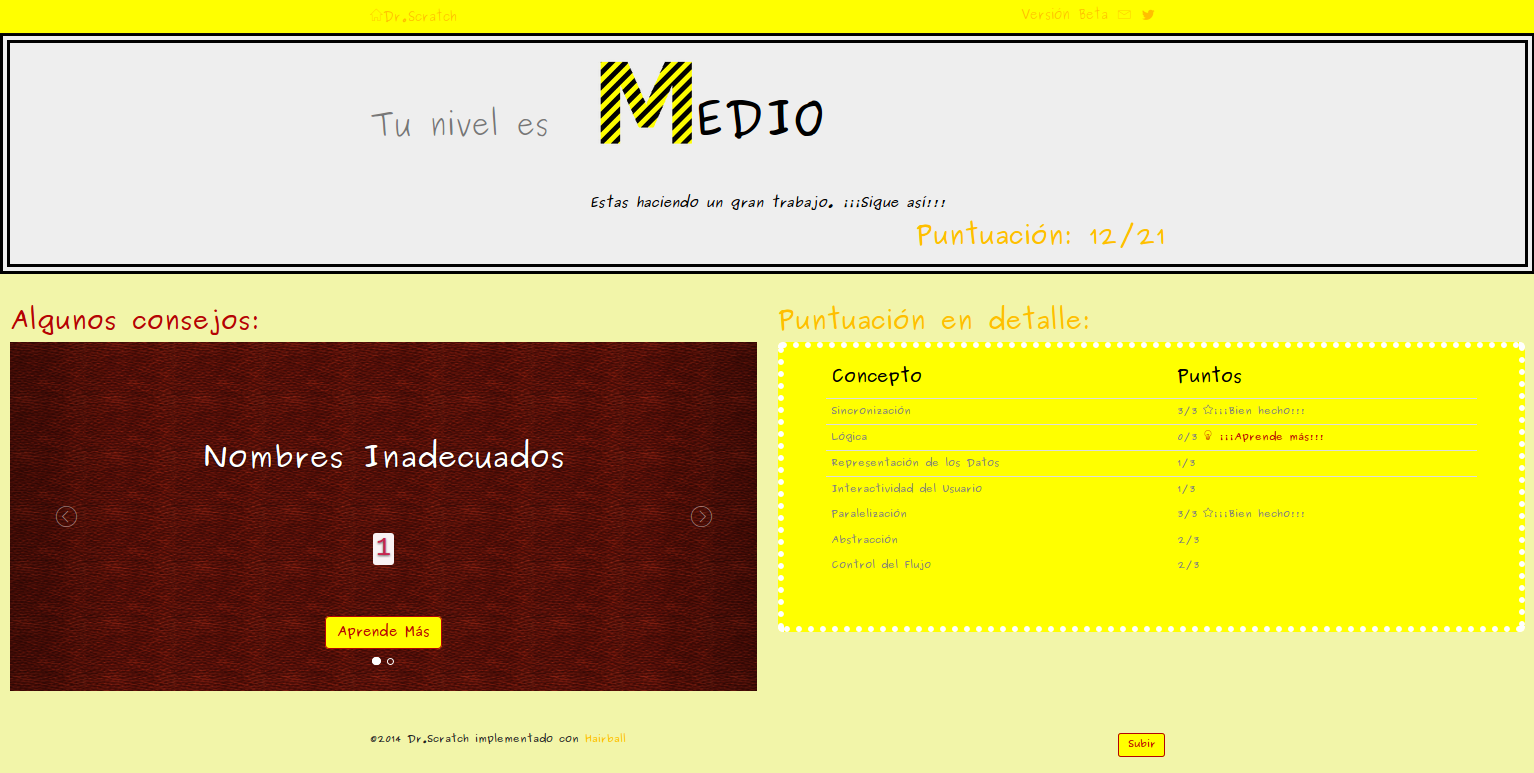 Dr.Scratch
Versión Beta
Tu nivel es MEDIO
Estas haciendo un gran trabajo. ¡¡¡Sigue así!!!
Puntuación: 12/21
Algunos consejos:
Nombres Inadecuados
1
Aprende Más
Puntuación en detalle:
Concepto Puntos
Sincronización 3/3 ¡¡¡Bien hecho!!!
Lógica 0/3 ¡¡¡Aprende más!!!
Representación de los Datos 1/3
Interactividad del Usuario 1/3
Paralelización 3/3 ¡¡¡Bien hecho!!!
Abstracción 2/3
Control del Flujo 2/3
©2014 Dr.Scratch implementado con Hairball
Subir